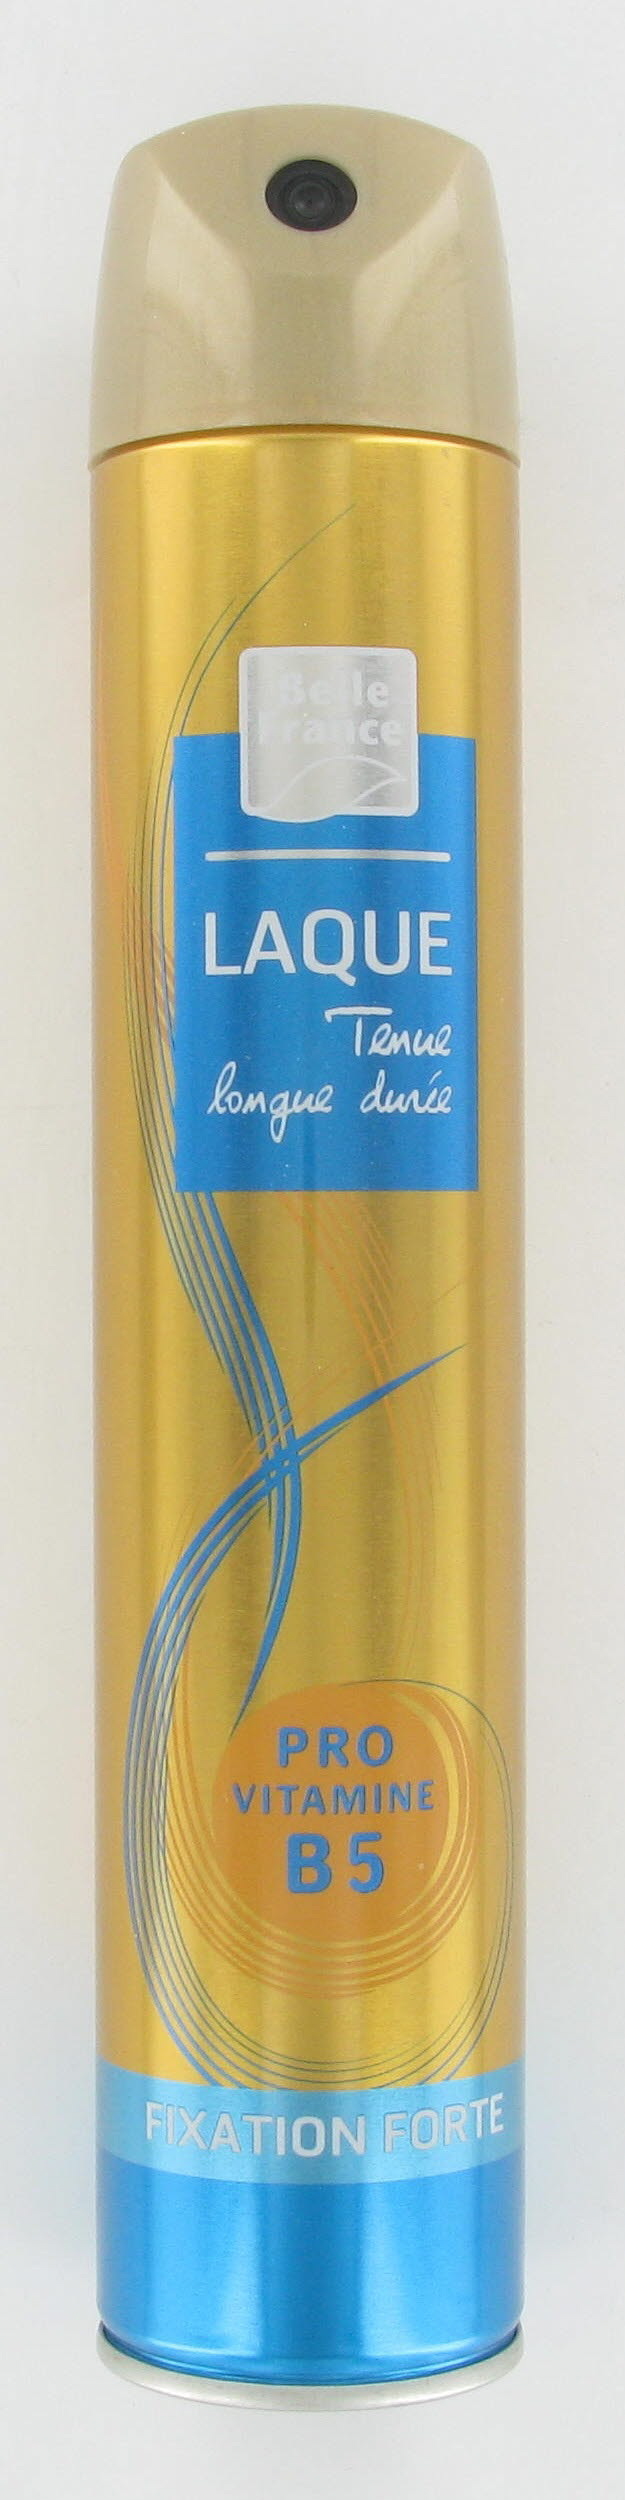 Belle
France
LAQUE
Tenue
longue durée
PRO
VITAMINE
B5
FIXATION FORTE